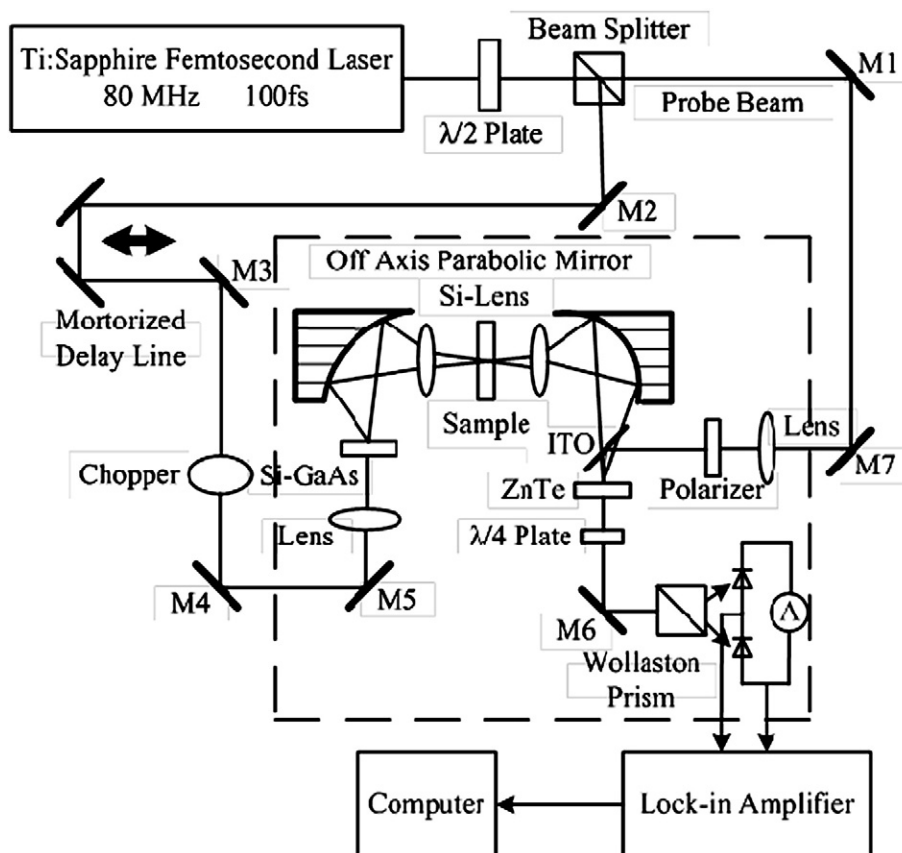 Beam Splitter
Ti:Sapphire Femtosecond Laser
80 MHz 100fs
M1
Probe Beam
λ/2 Plate
M2
M3
Off Axis Parabolic Mirror
Si-Lens
Mortorized
Delay Line
Sample
ITO
Lens
M7
Chopper
Si-GaAs
ZnTe
Polarizer
Lens
λ/4 Plate
M4
M5
M6
Λ
Wollaston
Prism
Computer
Lock-in Amplifier